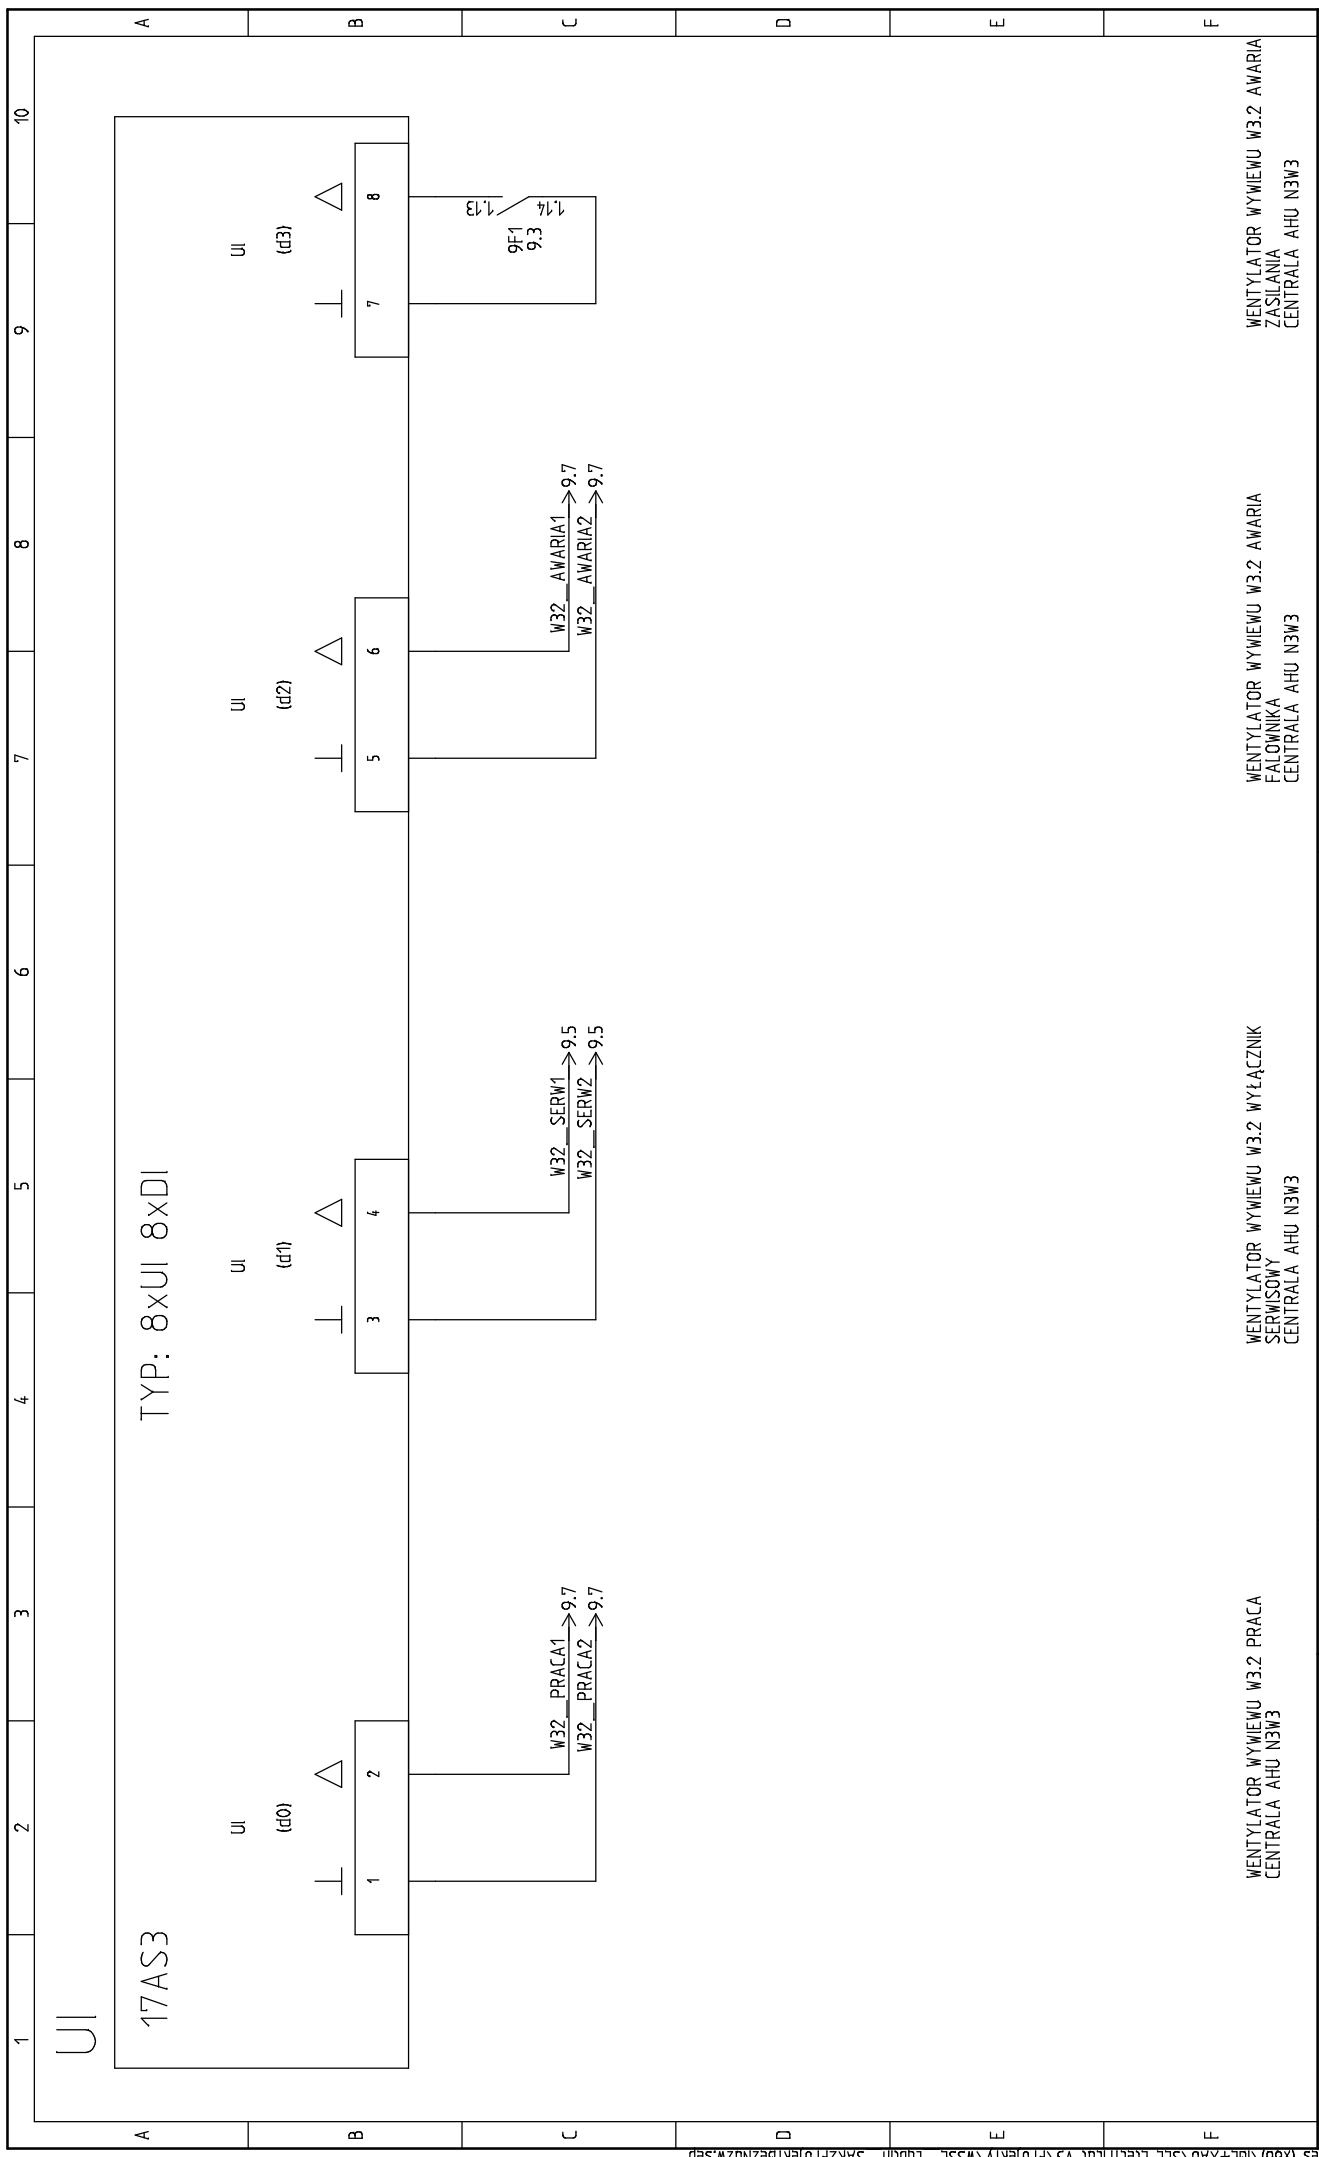 1 2 3 4 5 6 7 8 9 10
A
B
C
D
E
F
UI
17AS3
TYP: 8xUI 8xDI
UI
(d0)
1 2
W32_PRACA1 9.7
W32_PRACA2 9.7
WENTYLATOR WYWIEWU W3.2 PRACA
CENTRALA AHU N3W3
UI
(d1)
3 4
W32_SERW1 9.5
W32_SERW2 9.5
WENTYLATOR WYWIEWU W3.2 WYŁĄCZNIK
SERWISOWY
CENTRALA AHU N3W3
UI
(d2)
5 6
W32_AWARIA1 9.7
W32_AWARIA2 9.7
WENTYLATOR WYWIEWU W3.2 AWARIA
FALOWNIKA
CENTRALA AHU N3W3
UI
(d3)
7 8
1.13
1.14
9F1
9.3
WENTYLATOR WYWIEWU W3.2 AWARIA
ZASILANIA
CENTRALA AHU N3W3
A
B
C
D
E
F